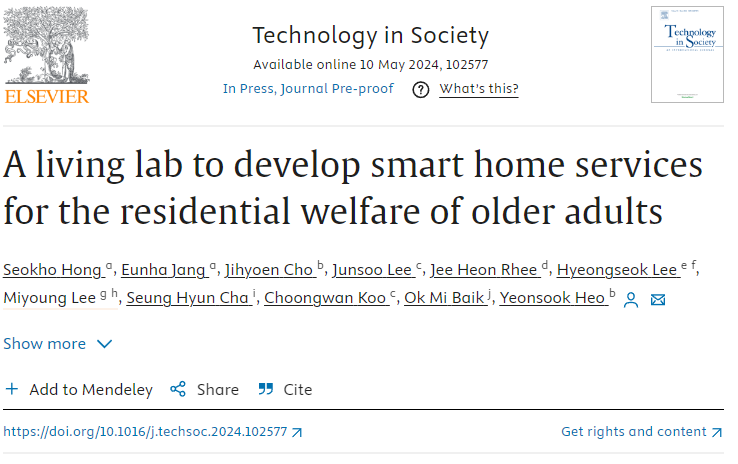 Technology in Society
Available online 10 May 2024, 102577
In Press, Journal Pre-proof ? What's this?
ELSEVIER
Technology
in Society
A living lab to develop smart home services
for the residential welfare of older adults
Seokho Hong a, Eunha Jang a, Jihyoen Cho b, Junsoo Lee c, Jee Heon Rhee d, Hyeongseok Lee e f,
Miyoung Lee g h, Seung Hyun Cha i, Choongwan Koo c, Ok Mi Baik j, Yeonsook Heo b
Show more
+ Add to Mendeley Share Cite
https://doi.org/10.1016/j.techsoc.2024.102577 Get rights and content